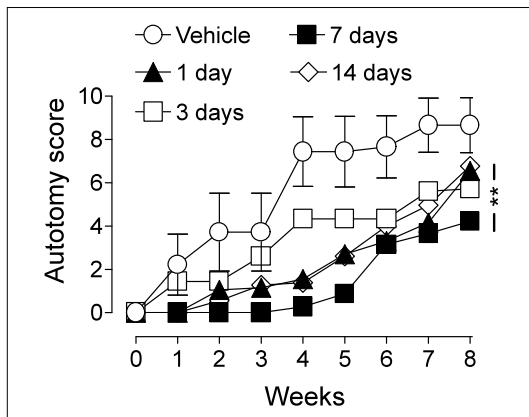 Vehicle
7 days
1 day
14 days
3 days
Autotomy score
10
8
6
4
2
0
**
0 1 2 3 4 5 6 7 8
Weeks